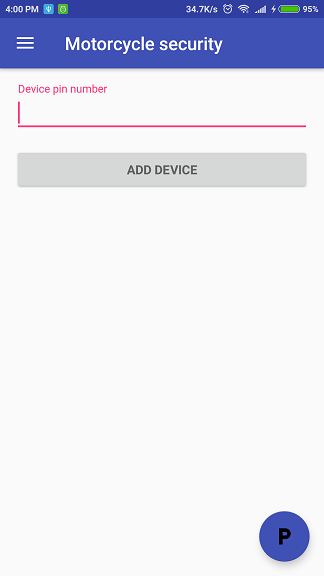 4:00 PM 34.7K/s 95%
Motorcycle security
Device pin number
ADD DEVICE
P